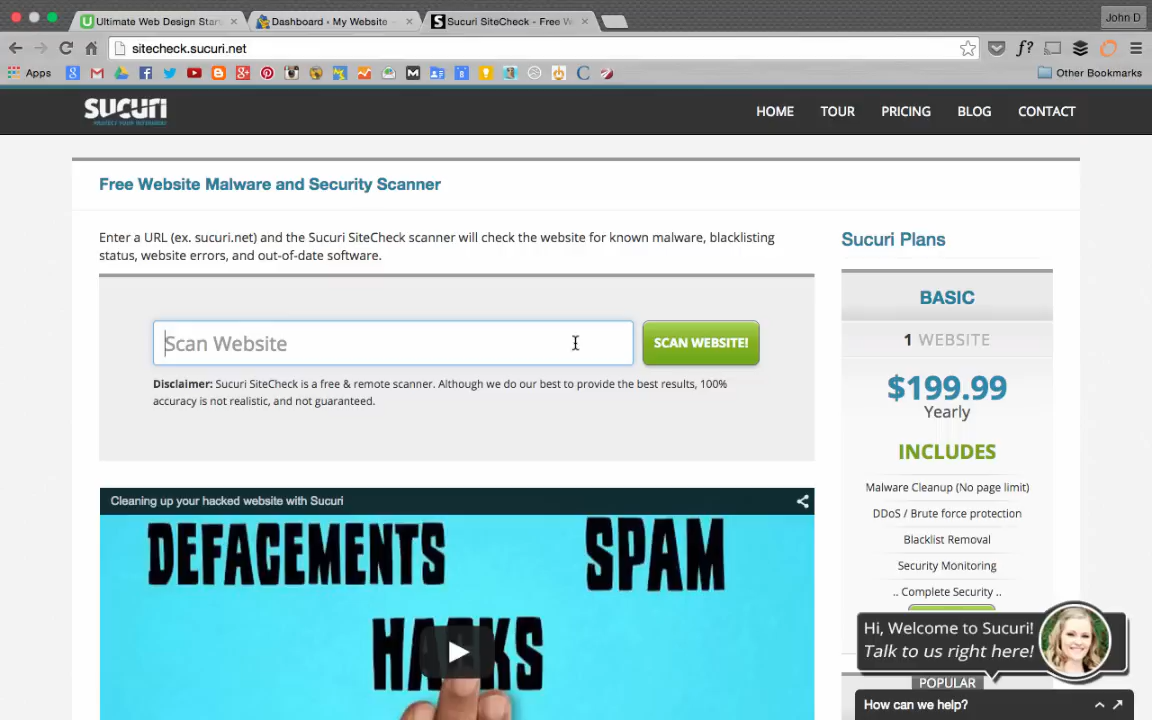 Ultimate Web Design Star
Dashboard ‹ My Website
Sucuri SiteCheck - Free W
John D
sitecheck.sucuri.net
f?
Apps
Other Bookmarks
SUCURI
HOME
TOUR
PRICING
BLOG
CONTACT
Free Website Malware and Security Scanner
Enter a URL (ex. sucuri.net) and the Sucuri SiteCheck scanner will check the website for known malware, blacklisting
status, website errors, and out-of-date software.
Scan Website
SCAN WEBSITE!
Disclaimer: Sucuri SiteCheck is a free & remote scanner. Although we do our best to provide the best results, 100%
accuracy is not realistic, and not guaranteed.
Cleaning up your hacked website with Sucuri
DEFACEMENTS
SPAM
HACKS
Sucuri Plans
BASIC
1 WEBSITE
$199.99
Yearly
INCLUDES
Malware Cleanup (No page limit)
DDoS / Brute force protection
Blacklist Removal
Security Monitoring
.. Complete Security ..
Hi, Welcome to Sucuri!
Talk to us right here!
POPULAR
How can we help?